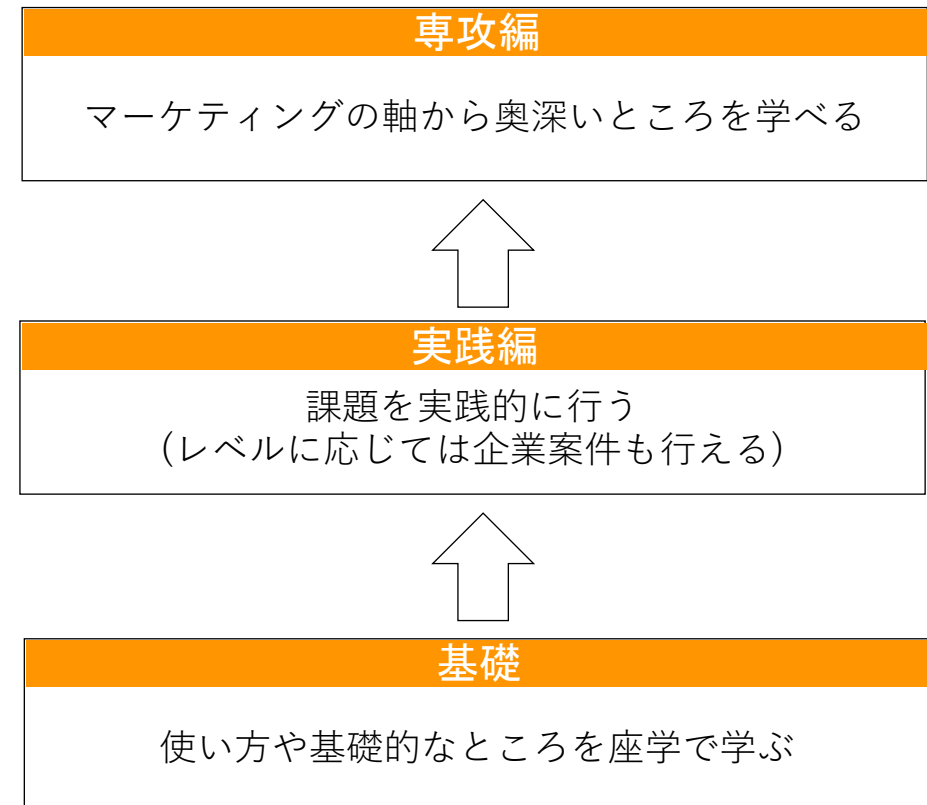 専攻編
マーケティングの軸から奥深いところを学べる
実践編
課題を実践的に行う
(レベルに応じては企業案件も行える)
基礎
使い方や基礎的なところを座学で学ぶ